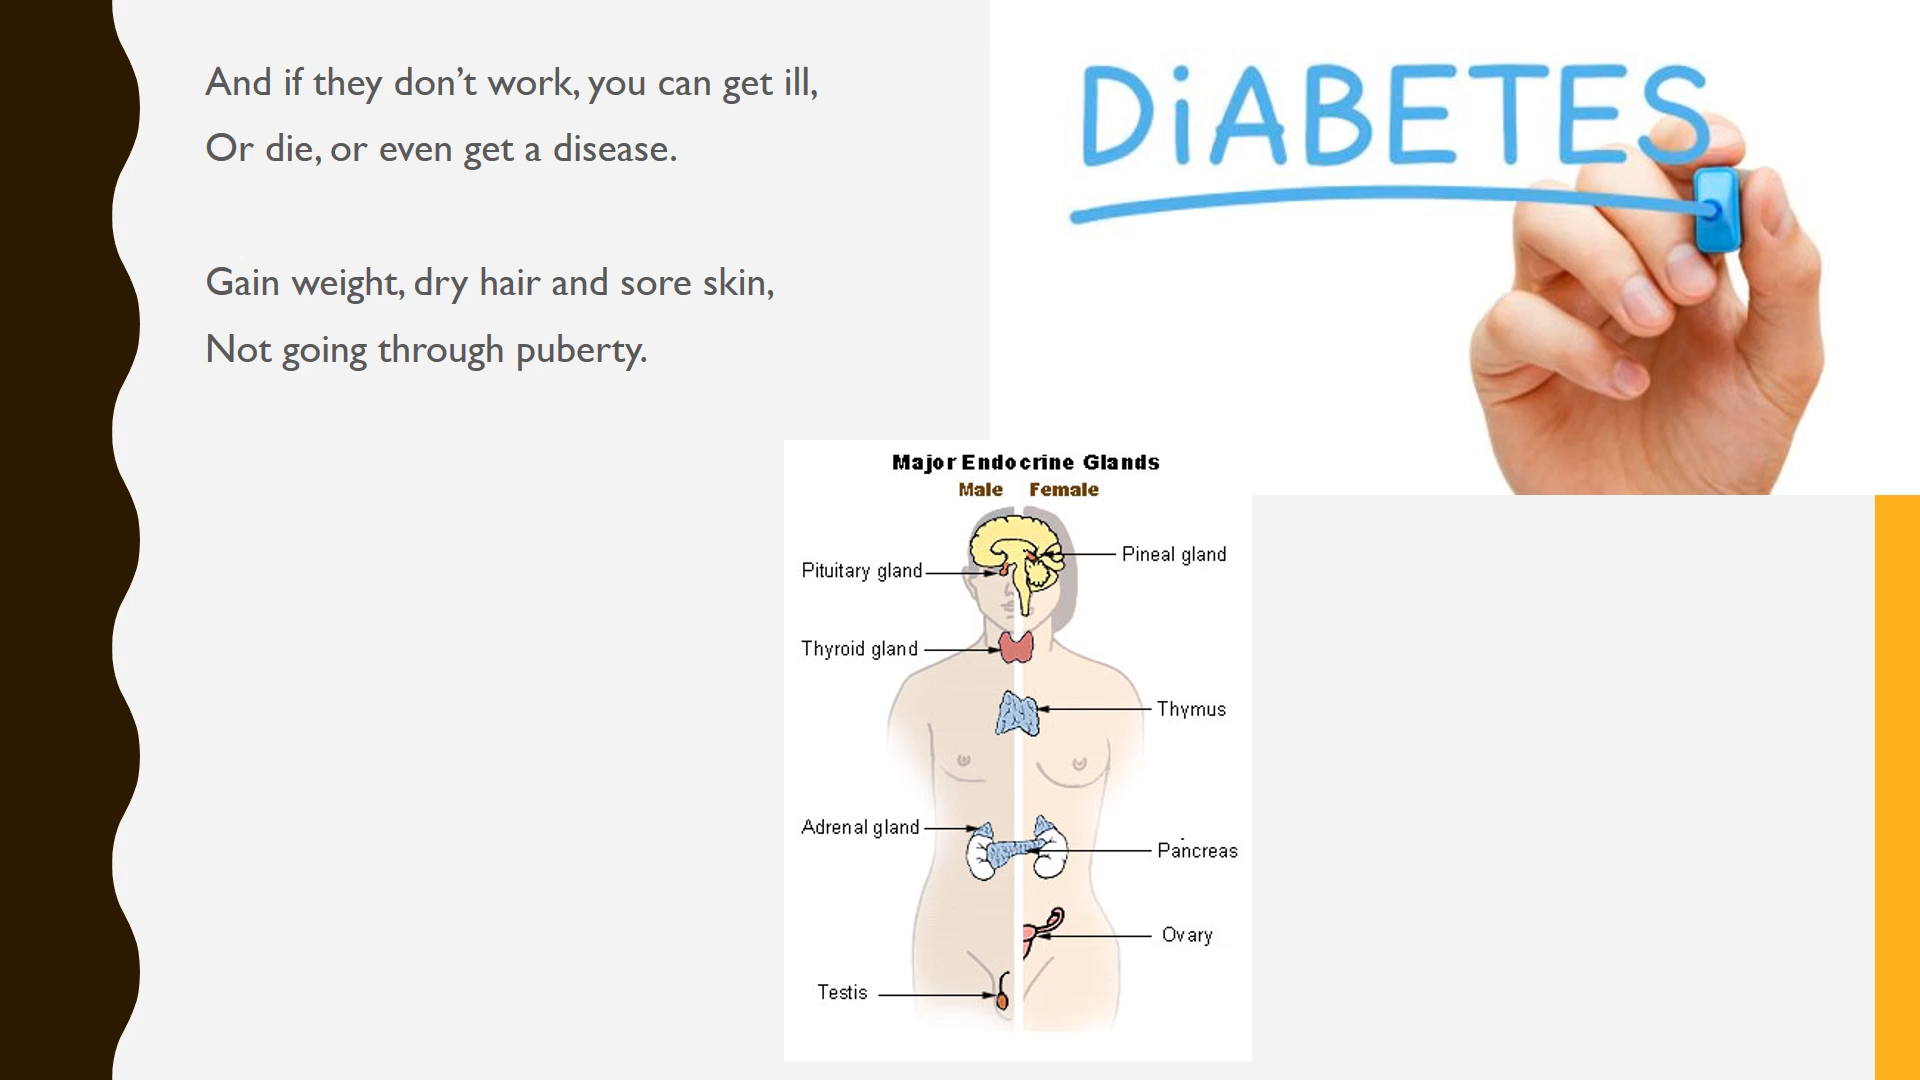 And if they don’t work, you can get ill,
Or die, or even get a disease.
Gain weight, dry hair and sore skin,
Not going through puberty.
DiABETES
Major Endocrine Glands
Male Female
Pituitary gland
Pineal gland
Thyroid gland
Thymus
Adrenal gland
Pancreas
Ovary
Testis